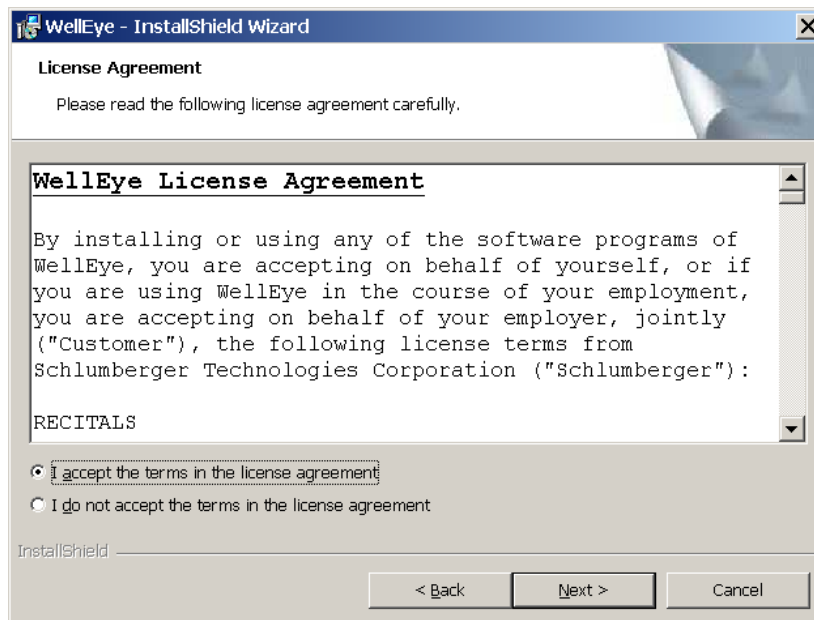 WellEye - InstallShield Wizard
License Agreement
Please read the following license agreement carefully.
WellEye License Agreement
By installing or using any of the software programs of
WellEye, you are accepting on behalf of yourself, or if
you are using WellEye in the course of your employment,
you are accepting on behalf of your employer, jointly
("Customer"), the following license terms from
Schlumberger Technologies Corporation ("Schlumberger"):
RECITALS
I accept the terms in the license agreement
I do not accept the terms in the license agreement
InstallShield
< Back
Next >
Cancel